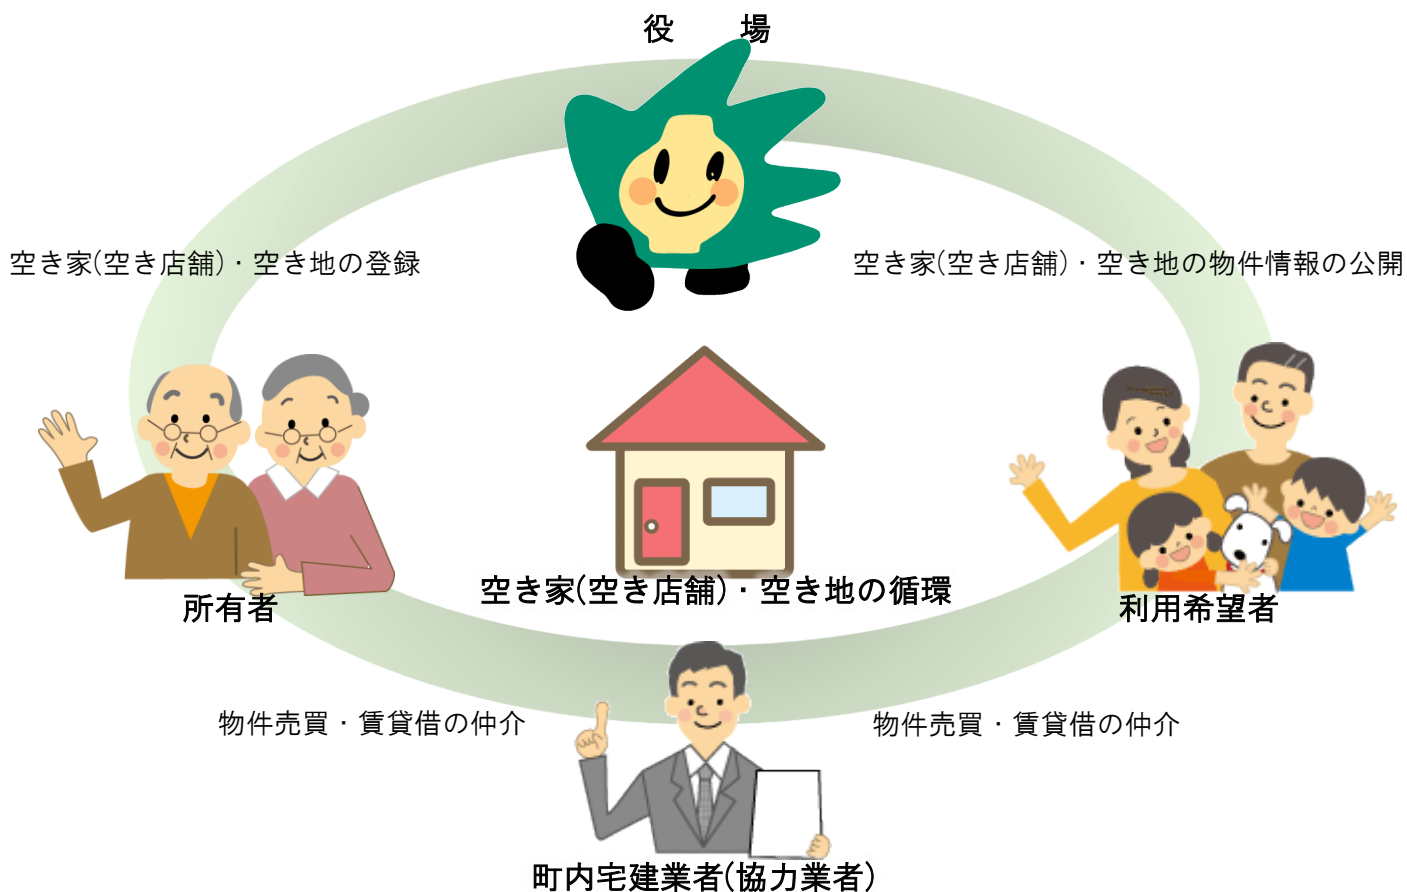 役 場
空き家(空き店舗)・空き地の登録
空き家(空き店舗)・空き地の物件情報の公開
空き家(空き店舗)・空き地の循環
所有者
利用希望者
物件売買・賃貸借の仲介
物件売買・賃貸借の仲介
町内宅建業者(協力業者)